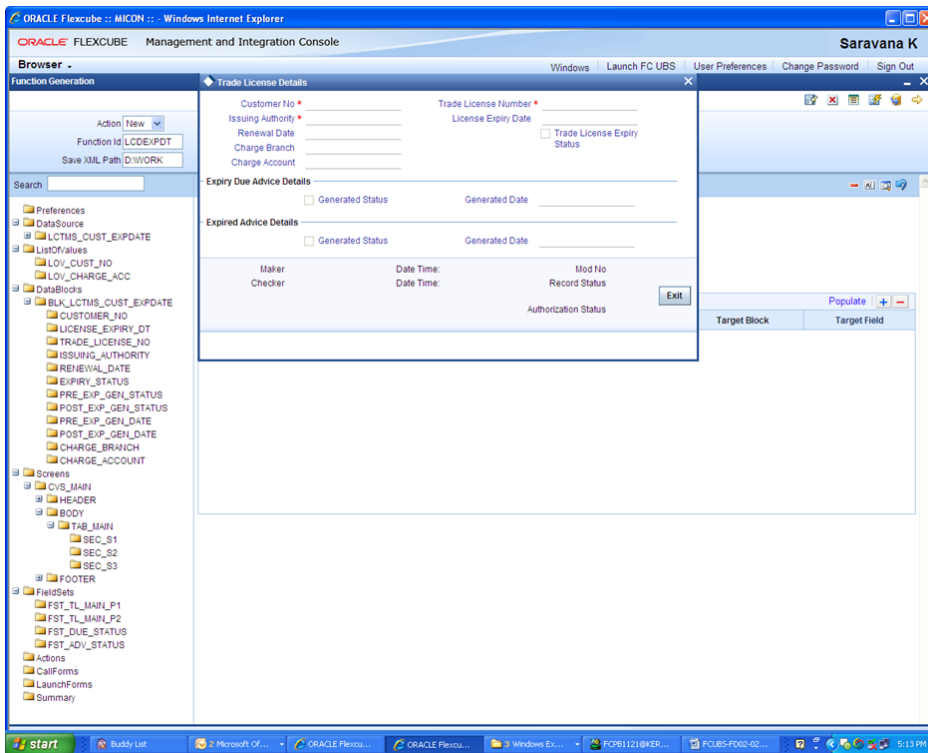 ORACLE Flexcube :: MICON :: - Windows Internet Explorer
ORACLE FLEXCUBE Management and Integration Console
Saravana K
Browser
Windows Launch FC UBS User Preferences Change Password Sign Out
Function Generation
Action New
Function Id LCDEXPDT
Save XML Path D:\WORK
Search
Preferences
DataSource
LCTMS_CUST_EXPDATE
ListOfValues
LOV_CUST_NO
LOV_CHARGE_ACC
DataBlocks
BLK_LCTMS_CUST_EXPDATE
CUSTOMER_NO
LICENSE_EXPIRY_DT
TRADE_LICENSE_NO
ISSUING_AUTHORITY
RENEWAL_DATE
EXPIRY_STATUS
PRE_EXP_GEN_STATUS
POST_EXP_GEN_STATUS
PRE_EXP_GEN_DATE
POST_EXP_GEN_DATE
CHARGE_BRANCH
CHARGE_ACCOUNT
Screens
CVS_MAIN
HEADER
BODY
TAB_MAIN
SEC_S1
SEC_S2
SEC_S3
FOOTER
FieldSets
FST_TL_MAIN_P1
FST_TL_MAIN_P2
FST_DUE_STATUS
FST_ADV_STATUS
Actions
CallForms
LaunchForms
Summary
Trade License Details
Customer No * Trade License Number *
Issuing Authority * License Expiry Date
Renewal Date Trade License Expiry
Status
Charge Branch
Charge Account
Expiry Due Advice Details
Generated Status Generated Date
Expired Advice Details
Generated Status Generated Date
Maker Date Time: Mod No
Checker Date Time: Record Status
Exit
Authorization Status
Populate
Target Block Target Field
start Buddy List 2 Microsoft Of... ORACLE Flexcu... ORACLE Flexcu... 3 Windows Ex... FCPB1121@KER... FCUBS-FD02-02... 5:13 PM